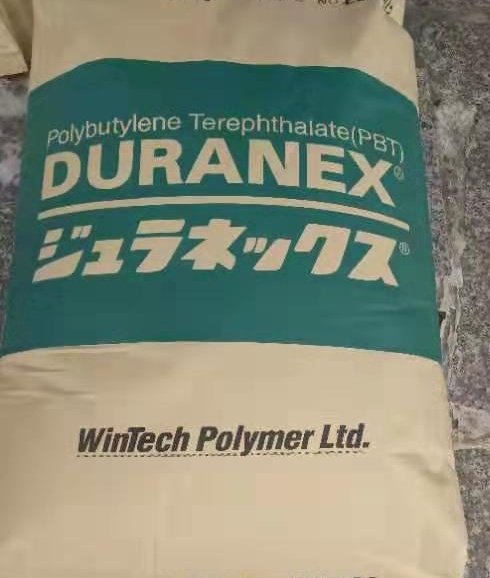 Polybutylene Terephthalate(PBT)
DURANEX®
ジュラネックス®
WinTech Polymer Ltd.